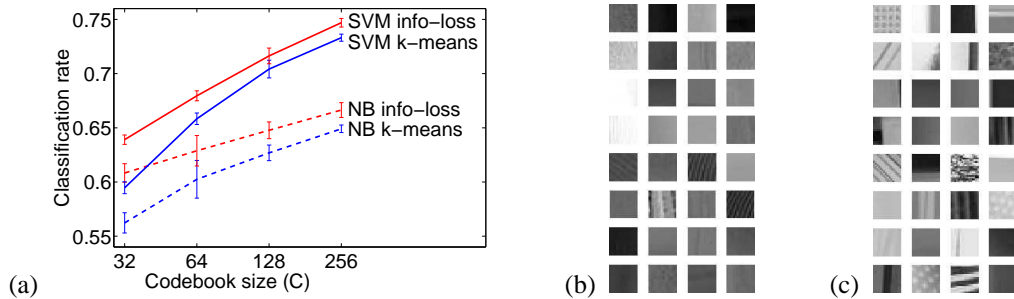 0.75
0.7
0.65
0.6
0.55
Classification rate
SVM info−loss
SVM k−means
NB info−loss
NB k−means
32 64 128 256
Codebook size (C)
(a)
(b)
(c)